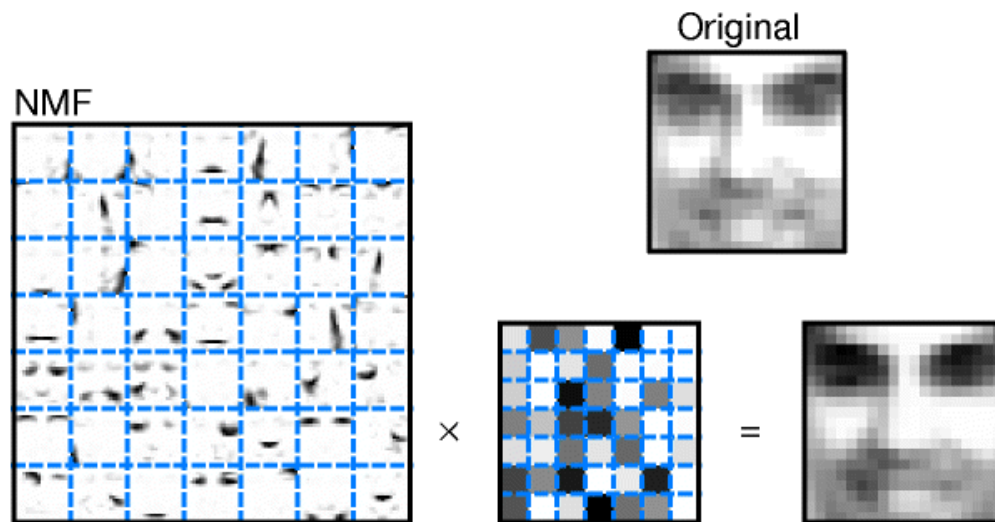 Original
NMF
×
=